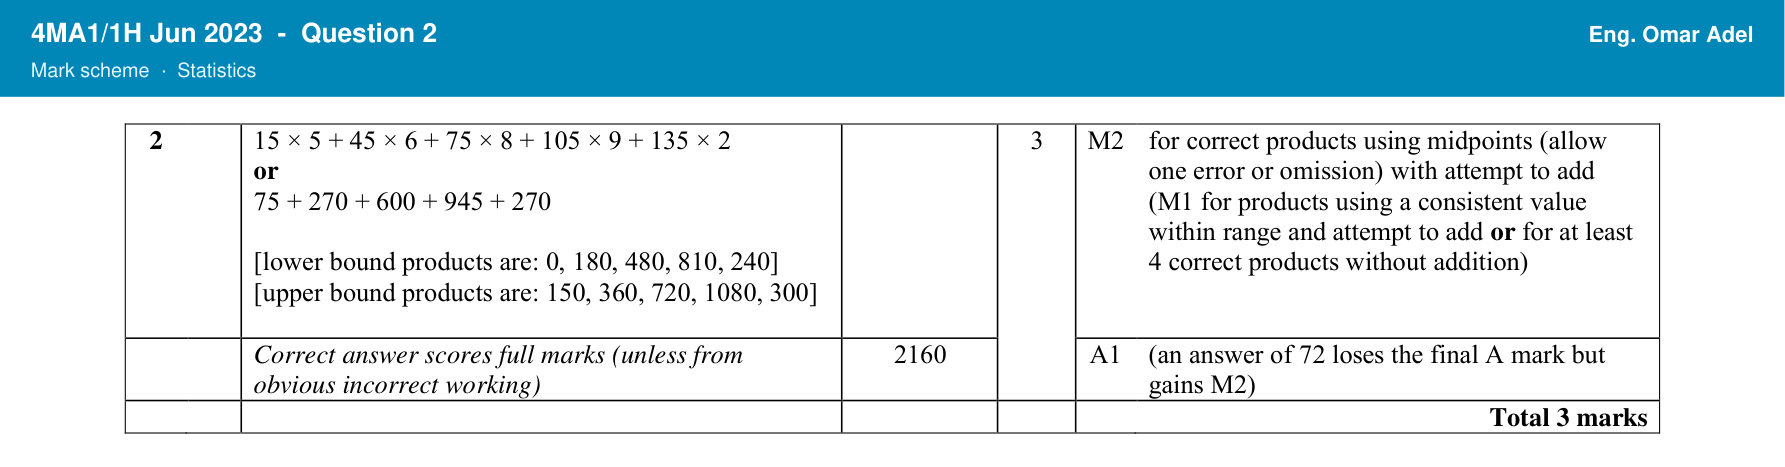 4MA1/1H Jun 2023 - Question 2
Eng. Omar Adel
Mark scheme · Statistics
2
15 × 5 + 45 × 6 + 75 × 8 + 105 × 9 + 135 × 2
or
75 + 270 + 600 + 945 + 270
[lower bound products are: 0, 180, 480, 810, 240]
[upper bound products are: 150, 360, 720, 1080, 300]
3
M2
for correct products using midpoints (allow
one error or omission) with attempt to add
(M1 for products using a consistent value
within range and attempt to add or for at least
4 correct products without addition)
Correct answer scores full marks (unless from
obvious incorrect working)
2160
A1
(an answer of 72 loses the final A mark but
gains M2)
Total 3 marks